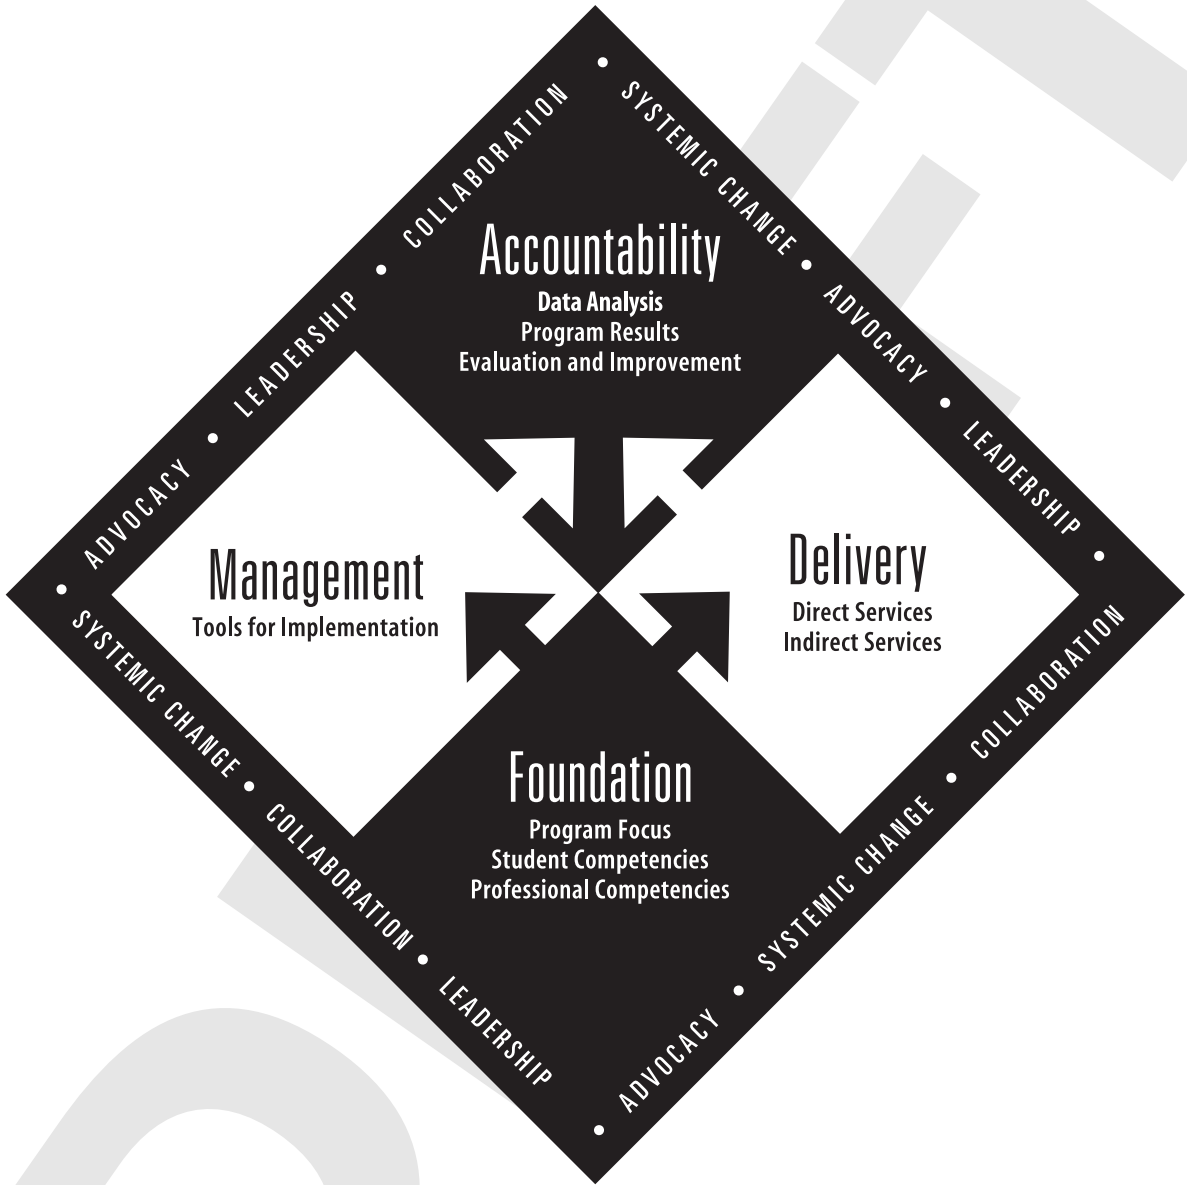 Accountability
Data Analysis
Program Results
Evaluation and Improvement
Management
Tools for Implementation
Delivery
Direct Services
Indirect Services
Foundation
Program Focus
Student Competencies
Professional Competencies
ADVOCACY • LEADERSHIP • COLLABORATION •
SYSTEMIC CHANGE • ADVOCACY • LEADERSHIP •
• SYSTEMIC CHANGE • COLLABORATION • LEADERSHIP
• ADVOCACY • SYSTEMIC CHANGE • COLLABORATION